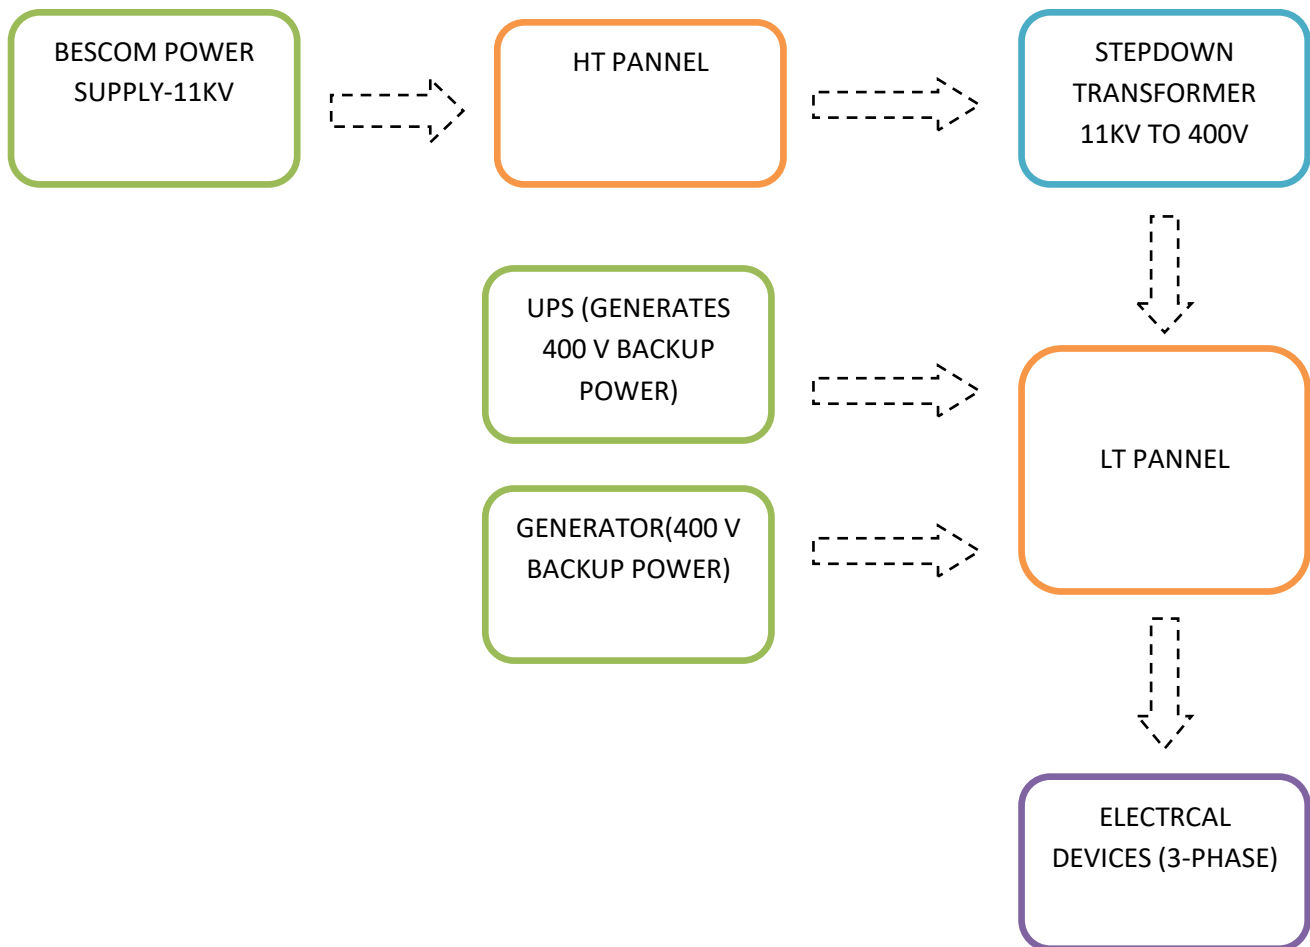 BESCOM POWER
SUPPLY-11KV
HT PANNEL
STEPDOWN
TRANSFORMER
11KV TO 400V
UPS (GENERATES
400 V BACKUP
POWER)
LT PANNEL
GENERATOR(400 V
BACKUP POWER)
ELECTRCAL
DEVICES (3-PHASE)